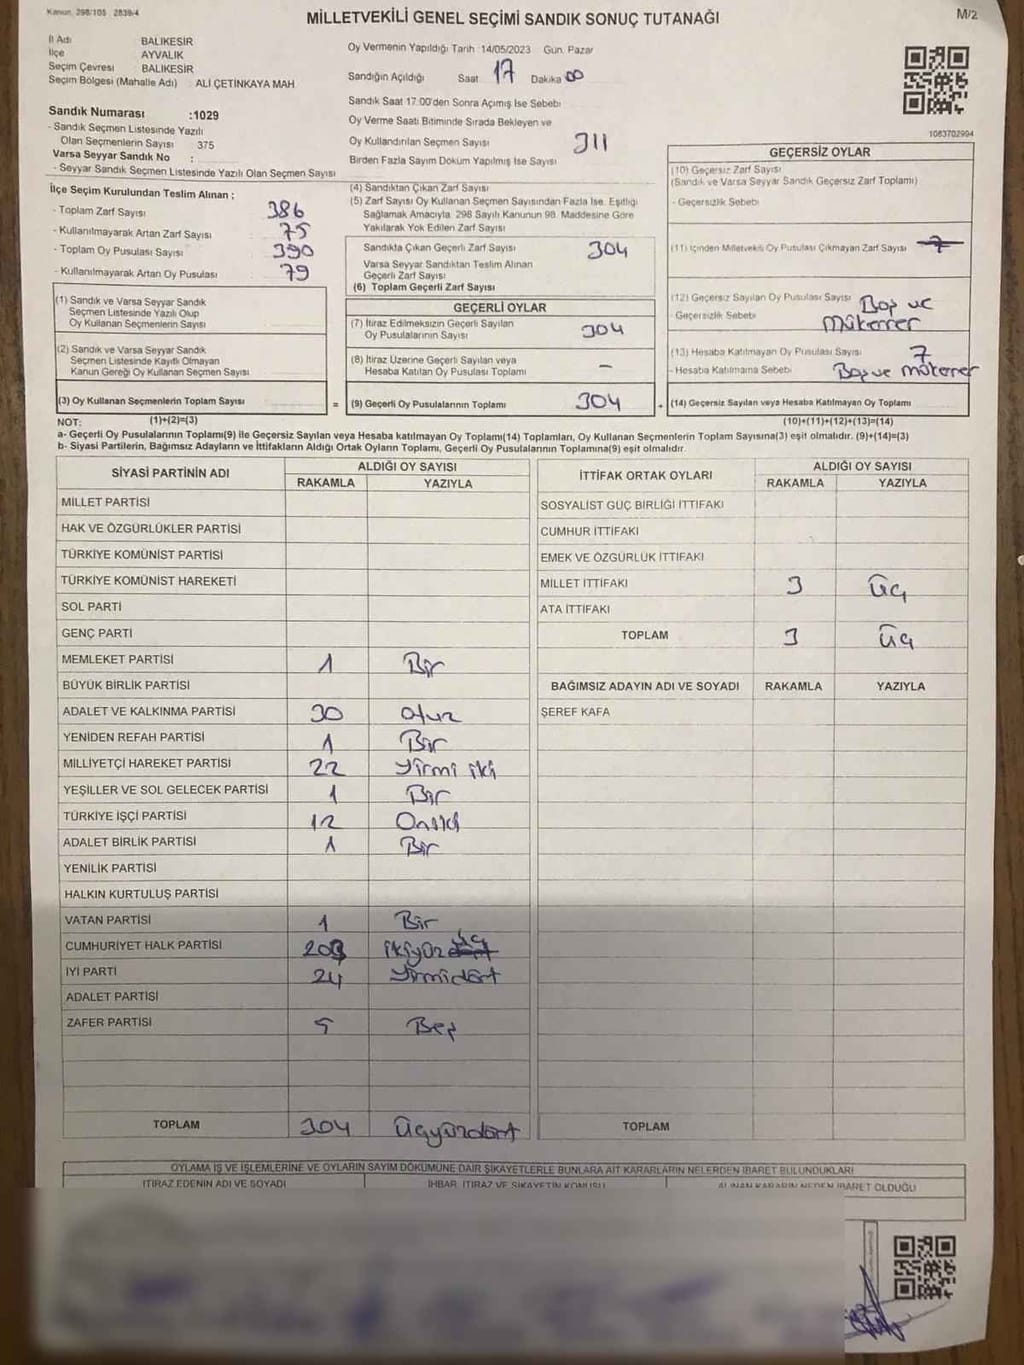 Kanun 298/105 2839/4
MİLLETVEKİLİ GENEL SEÇİMİ SANDIK SONUÇ TUTANAĞI
M/2
İl Adı BALIKESİR
İlçe AYVALIK
Seçim Çevresi BALIKESİR
Seçim Bölgesi (Mahalle Adı) : ALİ ÇETİNKAYA MAH
Sandık Numarası :1029
- Sandık Seçmen Listesinde Yazılı
Olan Seçmenlerin Sayısı 375
Varsa Seyyar Sandık No :
- Seyyar Sandık Seçmen Listesinde Yazılı Olan Seçmen Sayısı
Oy Vermenin Yapıldığı Tarih :14/05/2023 Gün: Pazar
Sandığın Açıldığı Saat 17 Dakika 00
Sandık Saat 17:00'den Sonra Açımış İse Sebebi
Oy Verme Saati Bitiminde Sırada Bekleyen ve
Oy Kullandırılan Seçmen Sayısı 311
Birden Fazla Sayım Döküm Yapılmış İse Sayısı
1083702994
İlçe Seçim Kurulundan Teslim Alınan ;
- Toplam Zarf Sayısı 386
- Kullanılmayarak Artan Zarf Sayısı 75
- Toplam Oy Pusulası Sayısı 390
- Kullanılmayarak Artan Oy Pusulası 79
(4) Sandıktan Çıkan Zarf Sayısı
(5) Zarf Sayısı Oy Kullanan Seçmen Sayısından Fazla İse, Eşitliği
Sağlamak Amacıyla 298 Sayılı Kanunun 98. Maddesine Göre
Yakılarak Yok Edilen Zarf Sayısı
Sandıkta Çıkan Geçerli Zarf Sayısı 304
Varsa Seyyar Sandıktan Teslim Alınan
Geçerli Zarf Sayısı
(6) Toplam Geçerli Zarf Sayısı
GEÇERSİZ OYLAR
(10) Geçersiz Zarf Sayısı
(Sandık ve Varsa Seyyar Sandık Geçersiz Zarf Toplamı)
- Geçersizlik Sebebi
(11) İçinden Milletvekili Oy Pusulası Çıkmayan Zarf Sayısı
(12) Geçersiz Sayılan Oy Pusulası Sayısı Boş ve
- Geçersizlik Sebebi Mükerrer
(13) Hesaba Katılmayan Oy Pusulası Sayısı 7
- Hesaba Katılmama Sebebi Boş ve mükerrer
(1) Sandık ve Varsa Seyyar Sandık
Seçmen Listesinde Yazılı Olup
Oy Kullanan Seçmenlerin Sayısı
(2) Sandık ve Varsa Seyyar Sandık
Seçmen Listesinde Kayıtlı Olmayan
Kanun Gereği Oy Kullanan Seçmen Sayısı
GEÇERLİ OYLAR
(7) İtiraz Edilmeksizin Geçerli Sayılan
Oy Pusulalarının Sayısı 304
(8) İtiraz Üzerine Geçerli Sayılan veya
Hesaba Katılan Oy Pusulası Toplamı –
(3) Oy Kullanan Seçmenlerin Toplam Sayısı = (9) Geçerli Oy Pusulalarının Toplamı 304 + (14) Geçersiz Sayılan veya Hesaba Katılmayan Oy Toplamı
NOT: (1)+(2)=(3) (10)+(11)+(12)+(13)=(14)
a- Geçerli Oy Pusulalarının Toplamı(9) ile Geçersiz Sayılan veya Hesaba katılmayan Oy Toplamı(14) Toplamları, Oy Kullanan Seçmenlerin Toplam Sayısına(3) eşit olmalıdır. (9)+(14)=(3)
b- Siyasi Partilerin, Bağımsız Adayların ve İttifakların Aldığı Ortak Oyların Toplamı, Geçerli Oy Pusulalarının Toplamına(9) eşit olmalıdır.
SİYASİ PARTİNİN ADI ALDIĞI OY SAYISI
RAKAMLA YAZIYLA
MİLLET PARTİSİ
HAK VE ÖZGÜRLÜKLER PARTİSİ
TÜRKİYE KOMÜNİST PARTİSİ
TÜRKİYE KOMÜNİST HAREKETİ
SOL PARTİ
GENÇ PARTİ
MEMLEKET PARTİSİ 1 Bir
BÜYÜK BİRLİK PARTİSİ
ADALET VE KALKINMA PARTİSİ 30 otuz
YENİDEN REFAH PARTİSİ 1 Bir
MİLLİYETÇİ HAREKET PARTİSİ 22 Yirmi iki
YEŞİLLER VE SOL GELECEK PARTİSİ 1 Bir
TÜRKİYE İŞÇİ PARTİSİ 12 Oniki
ADALET BİRLİK PARTİSİ 1 Bir
YENİLİK PARTİSİ
HALKIN KURTULUŞ PARTİSİ
VATAN PARTİSİ 1 Bir
CUMHURİYET HALK PARTİSİ 203 ikiyüz üç
İYİ PARTİ 24 Yirmidört
ADALET PARTİSİ
ZAFER PARTİSİ 5 Beş
TOPLAM 304 üçyüzdört
İTTİFAK ORTAK OYLARI ALDIĞI OY SAYISI
RAKAMLA YAZIYLA
SOSYALİST GÜÇ BİRLİĞİ İTTİFAKI
CUMHUR İTTİFAKI
EMEK VE ÖZGÜRLÜK İTTİFAKI
MİLLET İTTİFAKI 3 üç
ATA İTTİFAKI
TOPLAM 3 üç
BAĞIMSIZ ADAYIN ADI VE SOYADI RAKAMLA YAZIYLA
ŞEREF KAFA
TOPLAM
OYLAMA İŞ VE İŞLEMLERİNE VE OYLARIN SAYIM DÖKÜMÜNE DAİR ŞİKAYETLERLE BUNLARA AİT KARARLARIN NELERDEN İBARET BULUNDUKLARI
İTİRAZ EDENİN ADI VE SOYADI İHBAR, İTİRAZ VE ŞİKAYETİN KONUSU ALINAN KARARIN NEDEN İBARET OLDUĞU